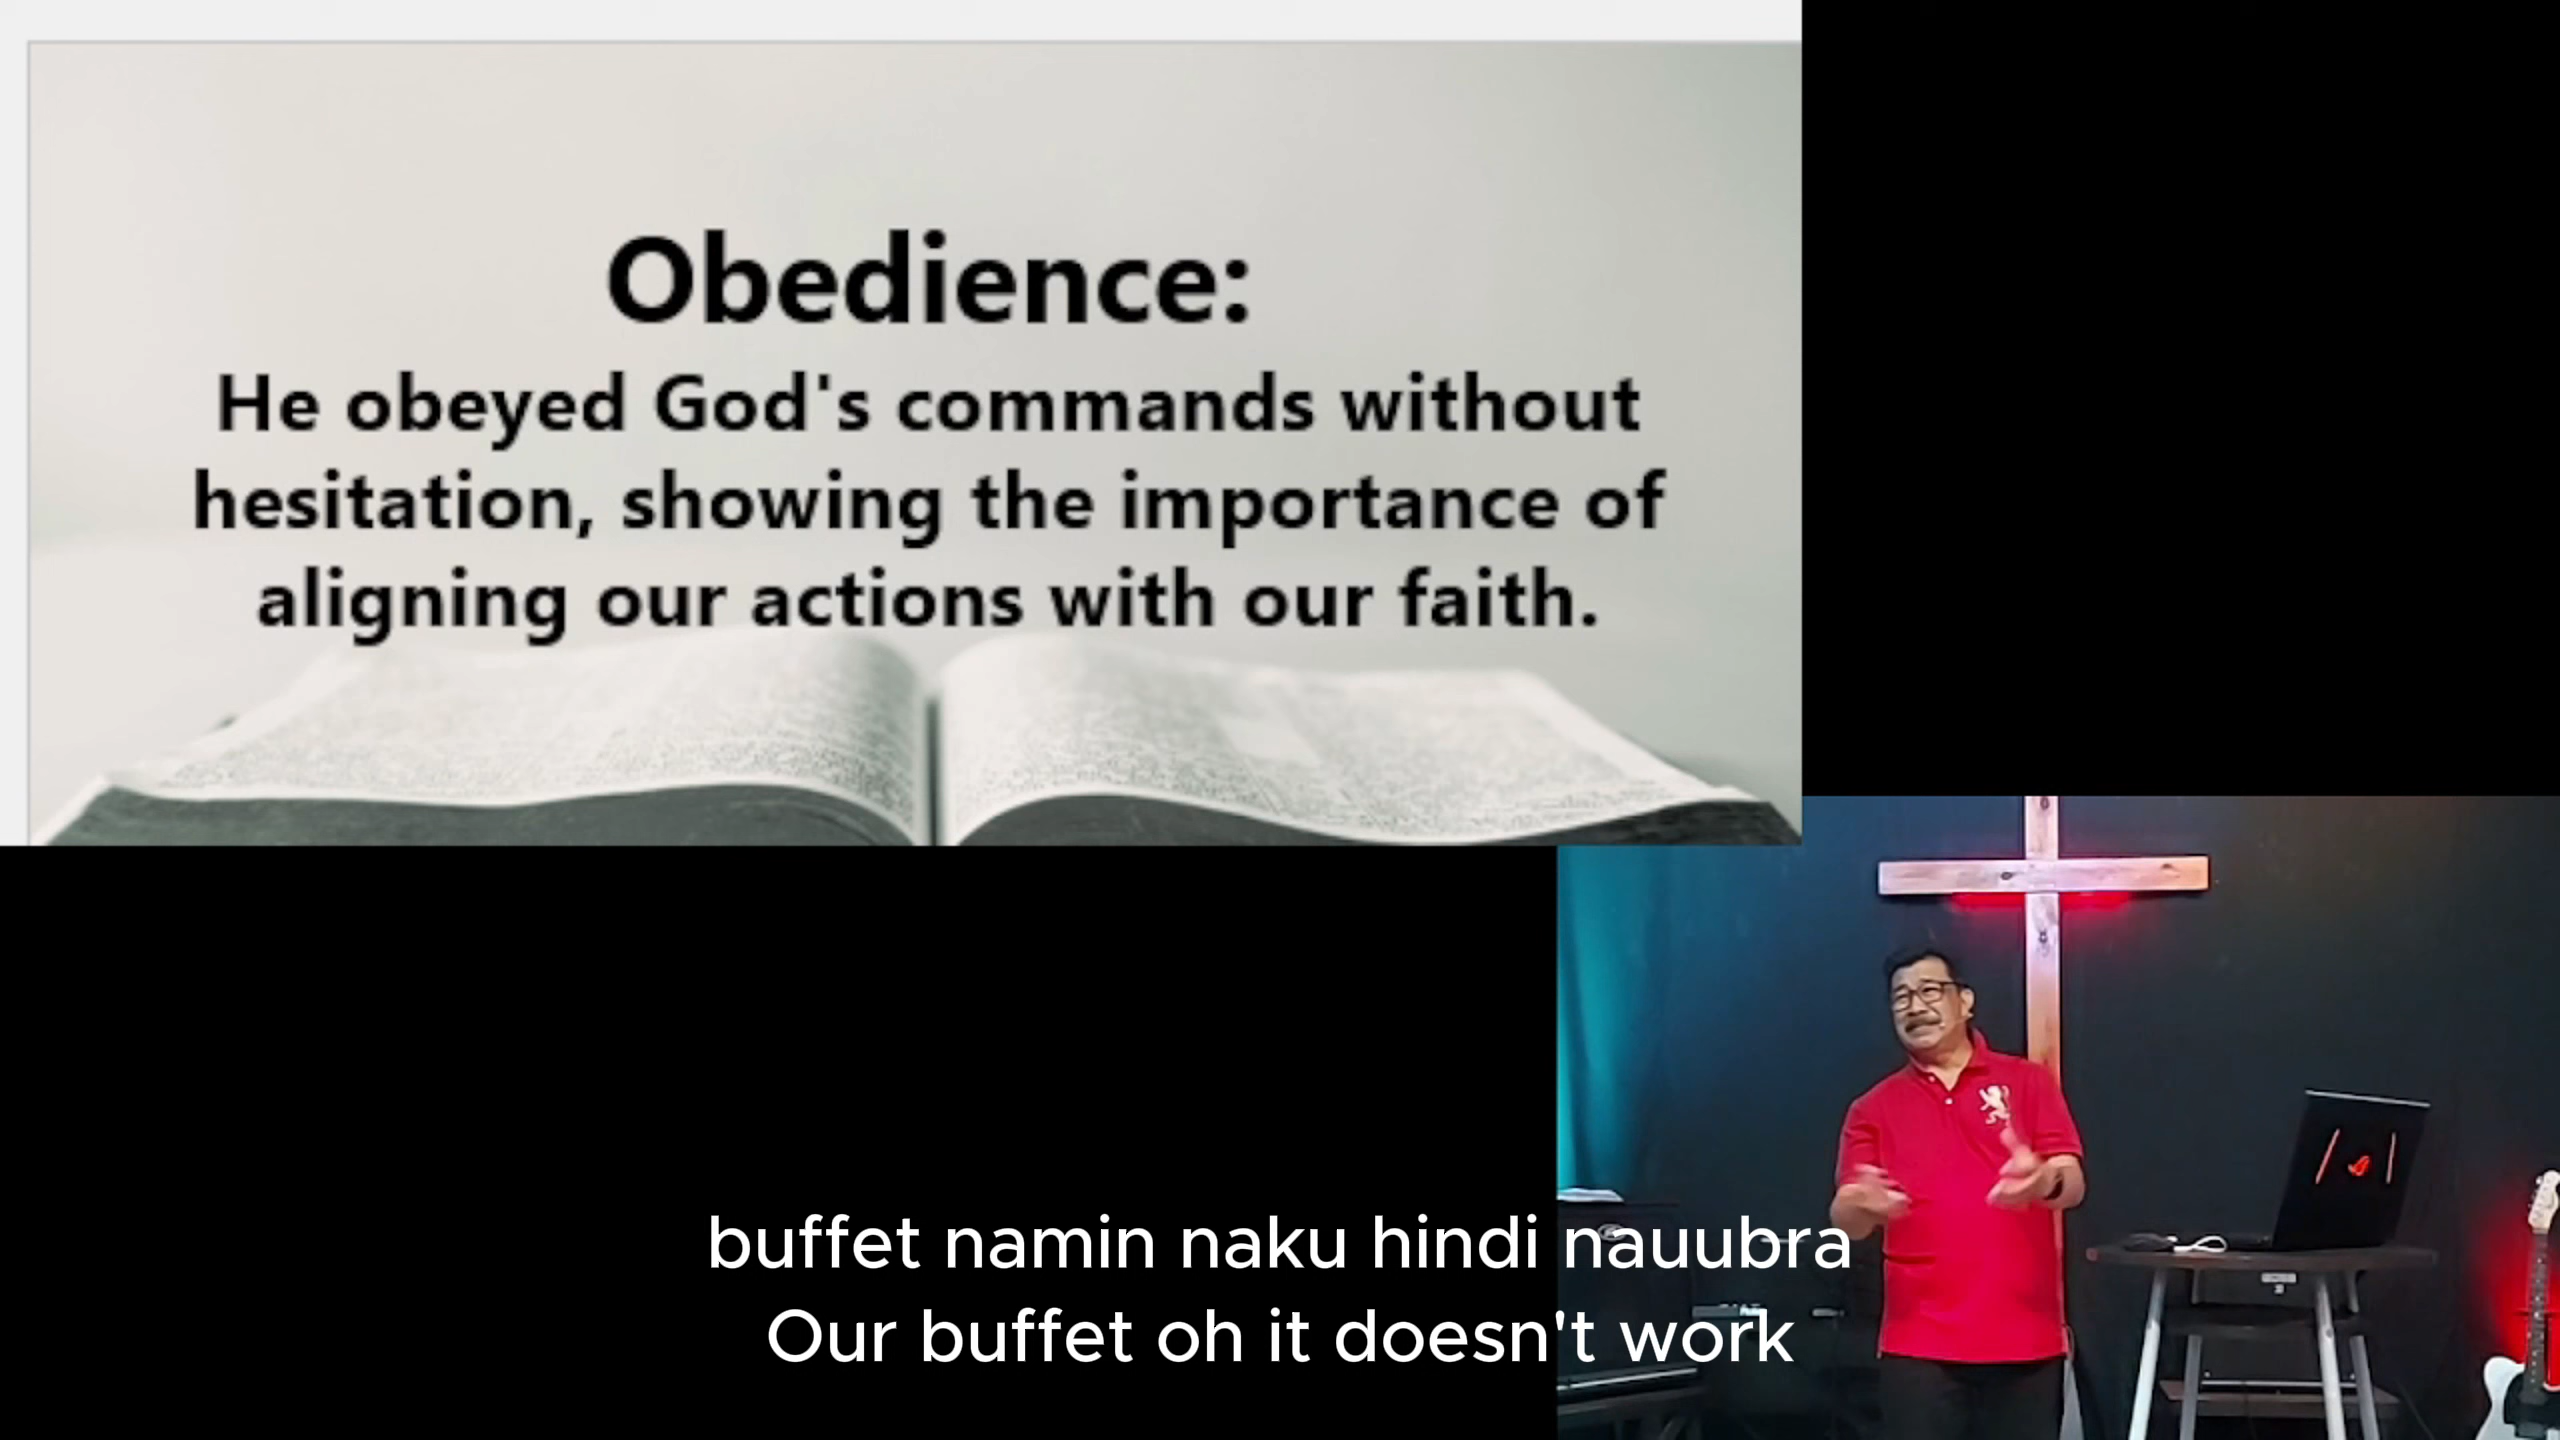 Obedience:
He obeyed God's commands without
hesitation, showing the importance of
aligning our actions with our faith.
buffet namin naku hindi nauubra
Our buffet oh it doesn't work